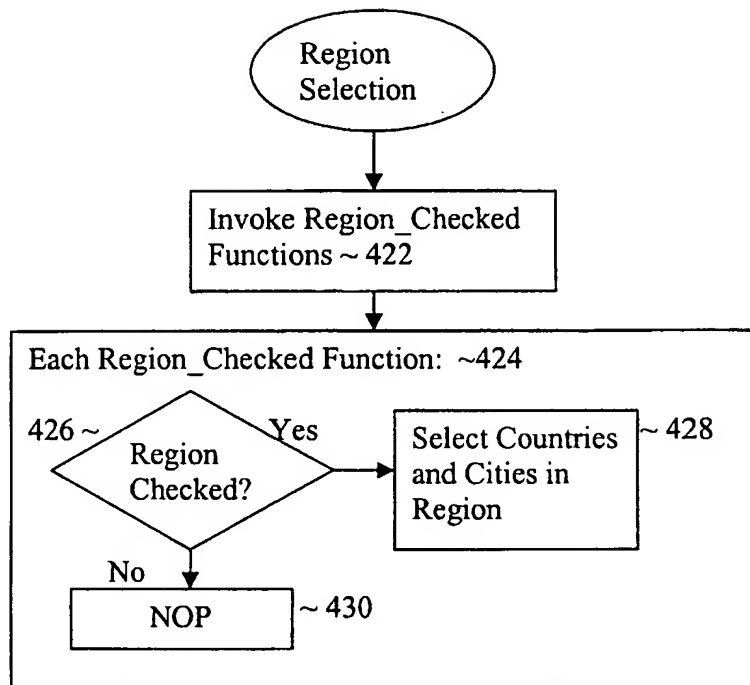 Region
Selection
Invoke Region_Checked
Functions ~ 422
Each Region_Checked Function: ~424
426 ~
Yes
Region
Checked?
Select Countries
and Cities in
Region
~ 428
No
NOP
~ 430